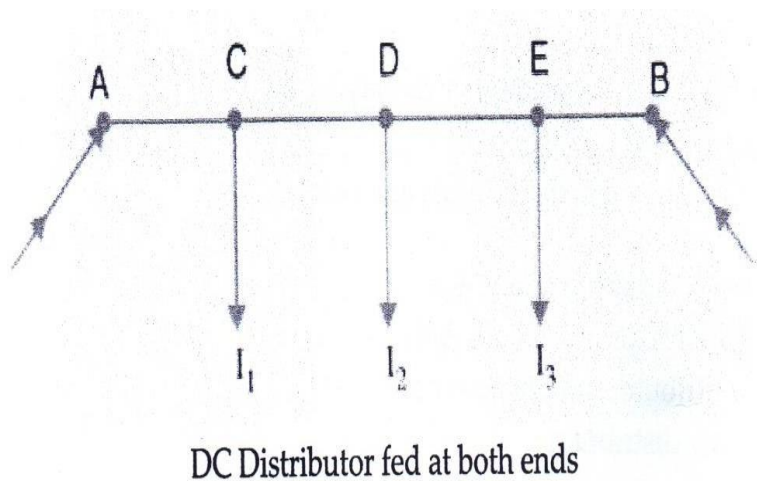 A C D E B
I₁ I₂ I₃
DC Distributor fed at both ends